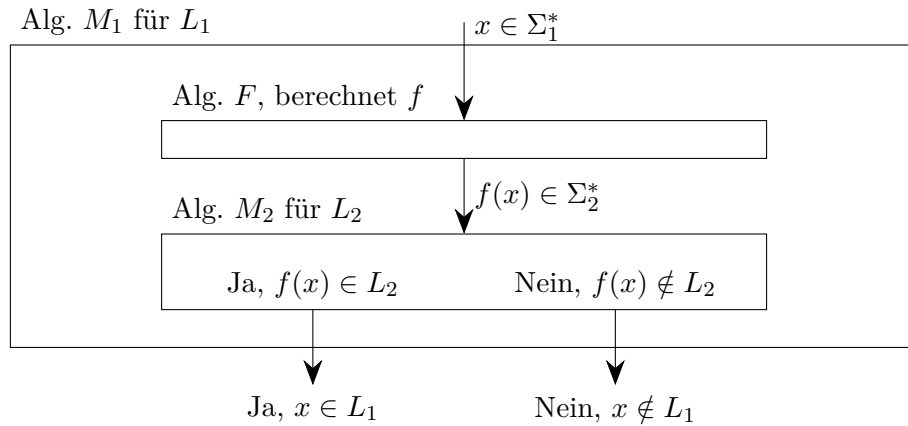 Alg. M₁ für L₁
x ∈ Σ₁*
Alg. F, berechnet f
f(x) ∈ Σ₂*
Alg. M₂ für L₂
Ja, f(x) ∈ L₂
Nein, f(x) ∉ L₂
Ja, x ∈ L₁
Nein, x ∉ L₁